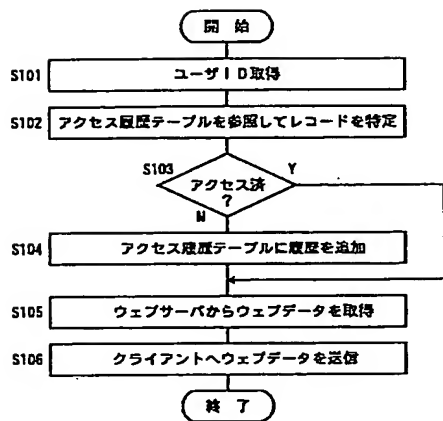 開 始
S101 ユーザID取得
S102 アクセス履歴テーブルを参照してレコードを特定
S103 アクセス済 ? Y
N
S104 アクセス履歴テーブルに履歴を追加
S105 ウェブサーバからウェブデータを取得
S106 クライアントへウェブデータを送信
終 了